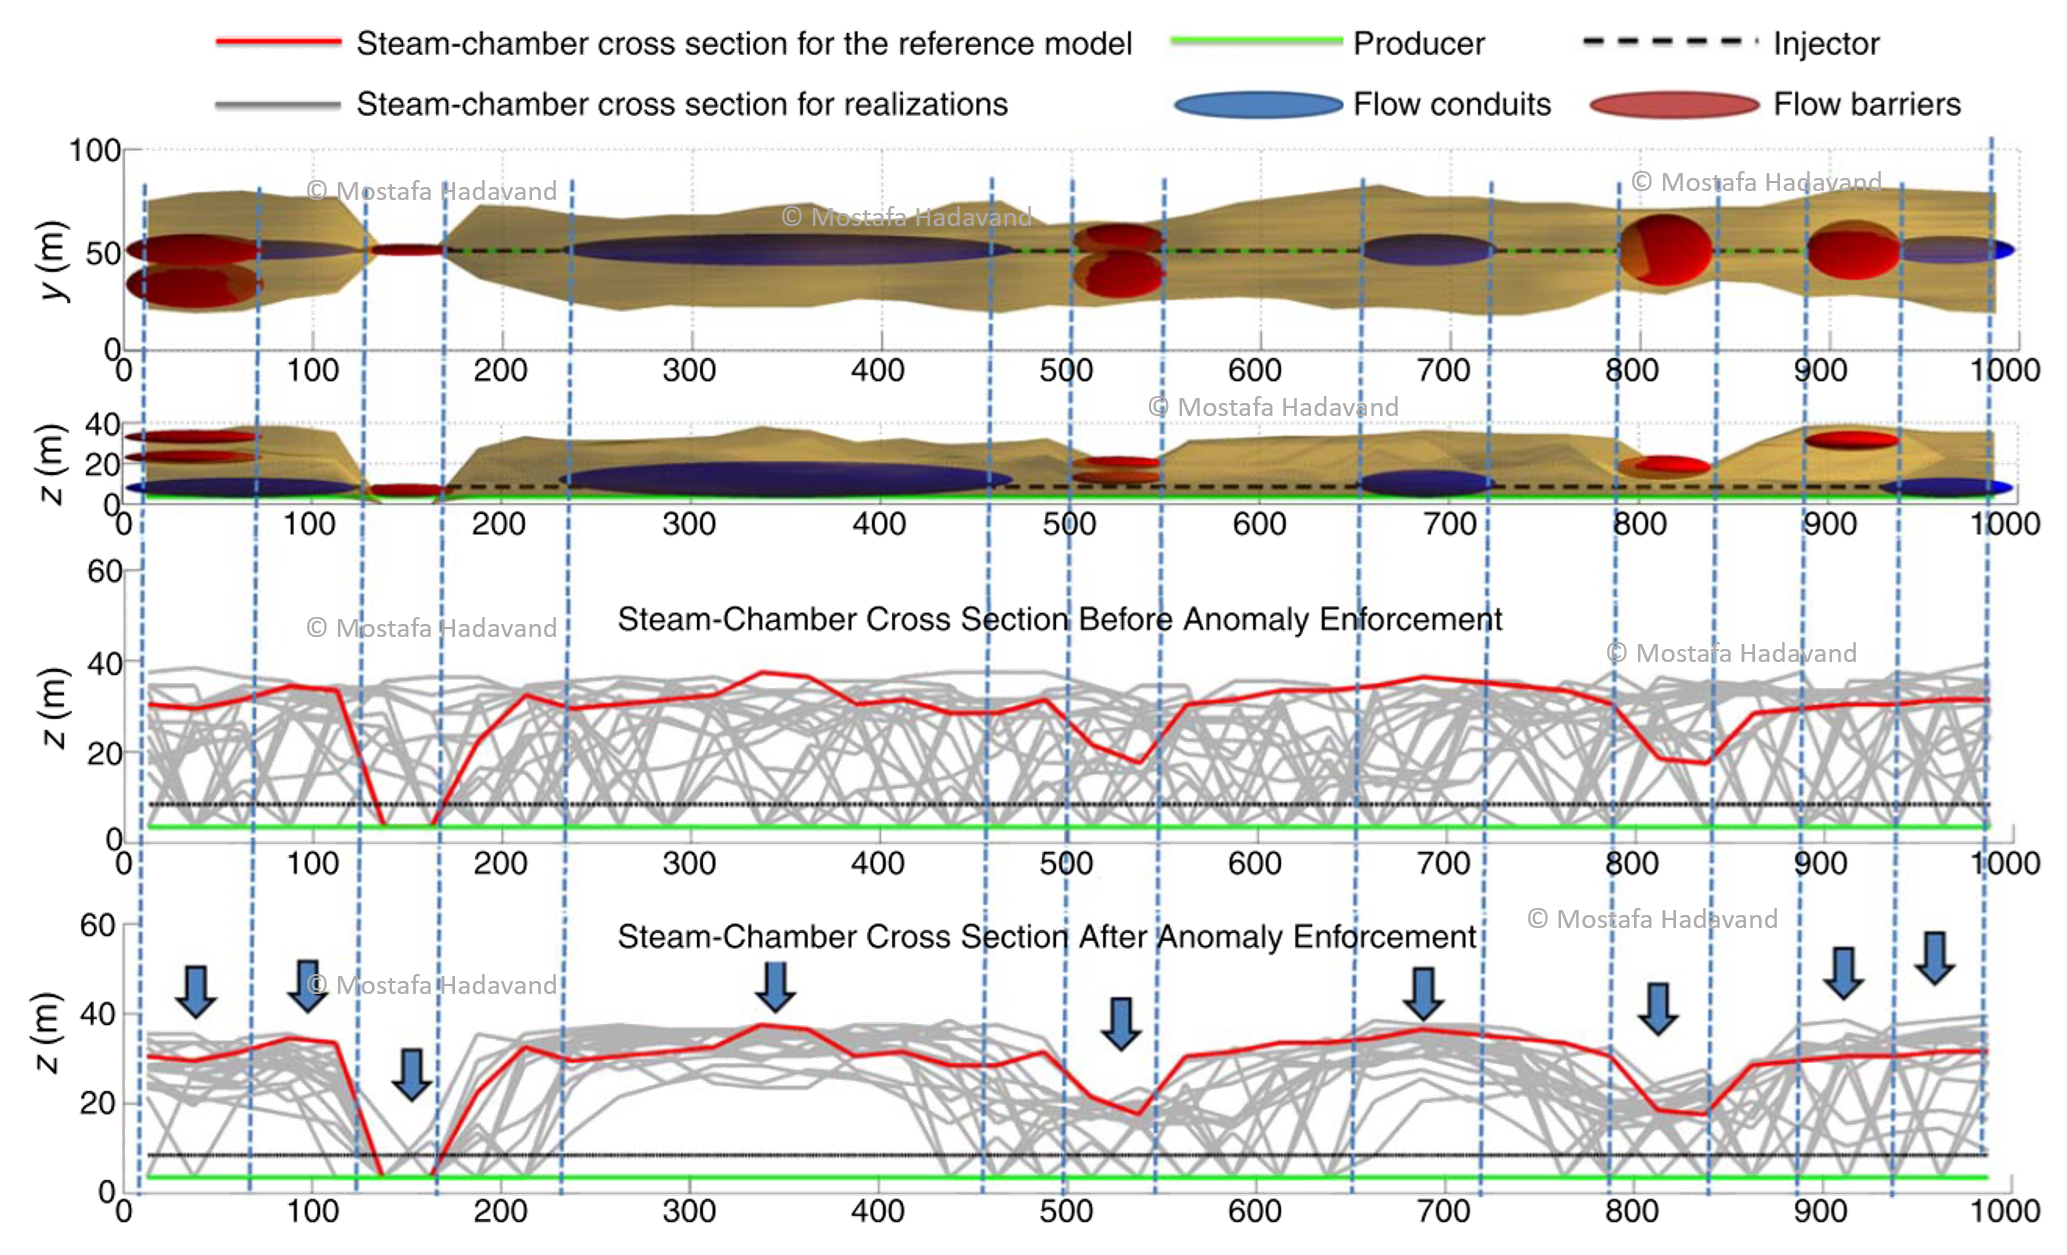 Steam-chamber cross section for the reference model Producer Injector
Steam-chamber cross section for realizations Flow conduits Flow barriers
100
© Mostafa Hadavand © Mostafa Hadavand
© Mostafa Hadavand
y (m)
50
0
0 100 200 300 400 500 600 700 800 900 1000
© Mostafa Hadavand
40
z (m)
20
0
0 100 200 300 400 500 600 700 800 900 1000
60
Steam-Chamber Cross Section Before Anomaly Enforcement
© Mostafa Hadavand © Mostafa Hadavand
40
z (m)
20
0
0 100 200 300 400 500 600 700 800 900 1000
60
© Mostafa Hadavand
Steam-Chamber Cross Section After Anomaly Enforcement
© Mostafa Hadavand
40
z (m)
20
0
0 100 200 300 400 500 600 700 800 900 1000